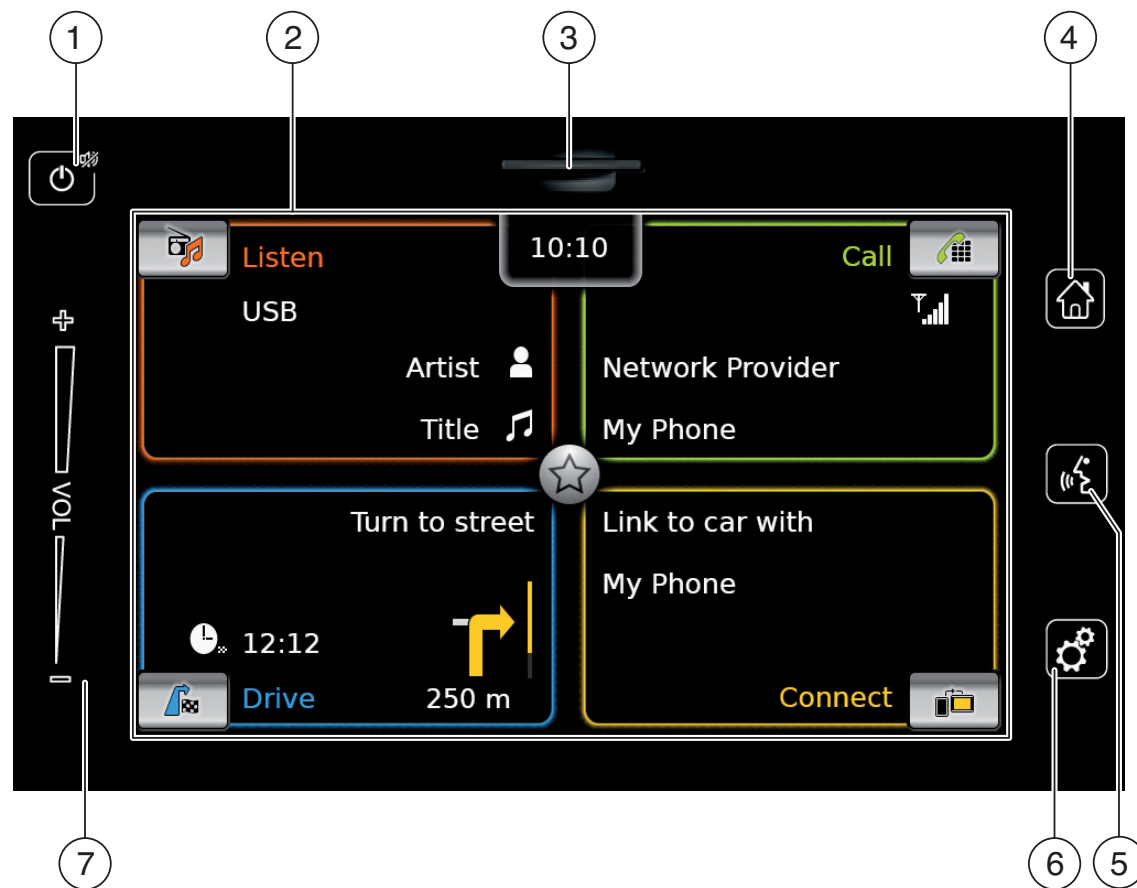 1 2 3 4
Listen 10:10 Call
USB
Artist Network Provider
Title My Phone
VOL
Turn to street Link to car with
My Phone
12:12
Drive 250 m Connect
7 6 5